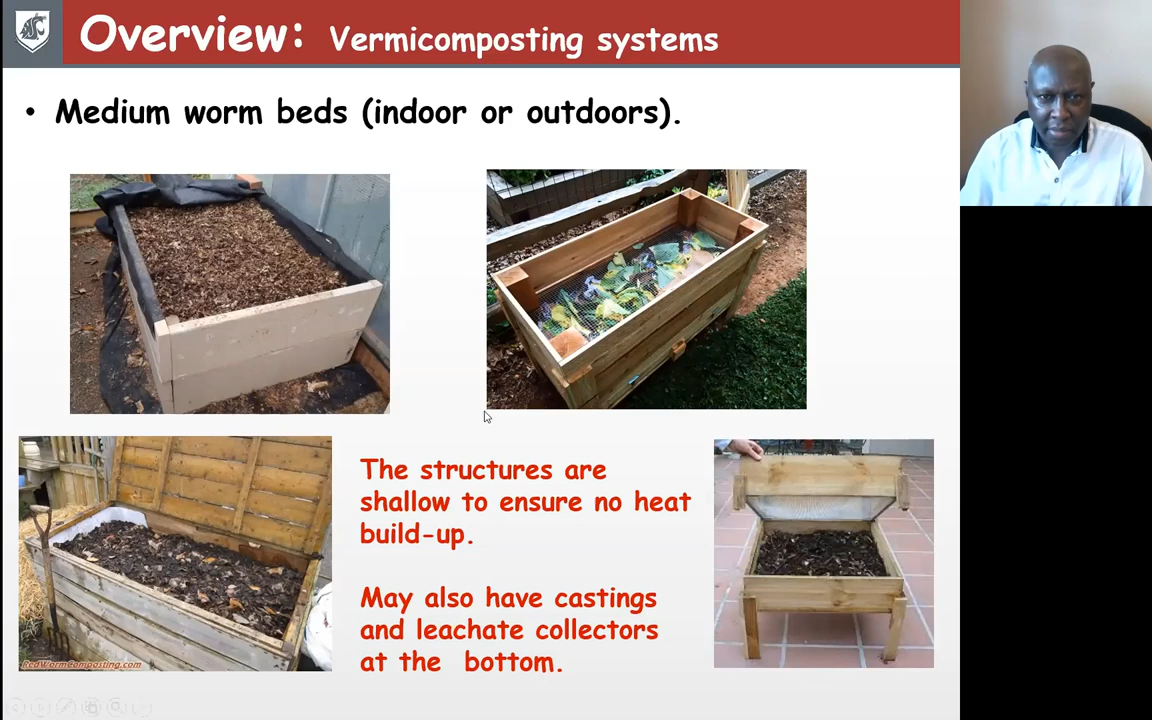 Overview: Vermicomposting systems
• Medium worm beds (indoor or outdoors).
The structures are
shallow to ensure no heat
build-up.
May also have castings
and leachate collectors
at the bottom.
RedWormComposting.com